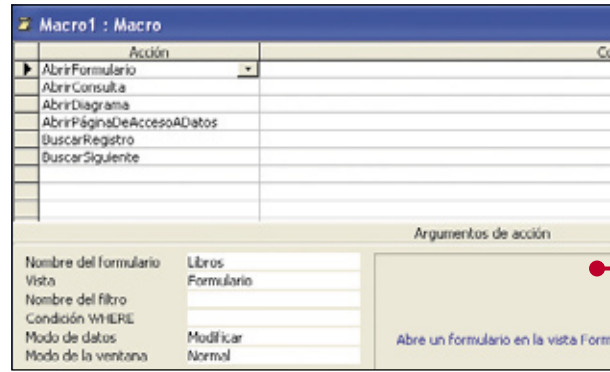 Macro1 : Macro
Acción
AbrirFormulario
AbrirConsulta
AbrirDiagrama
AbrirPáginaDeAccesoADatos
BuscarRegistro
BuscarSiguiente
Argumentos de acción
Nombre del formulario Libros
Vista Formulario
Nombre del filtro
Condición WHERE
Modo de datos Modificar
Modo de la ventana Normal
Abre un formulario en la vista